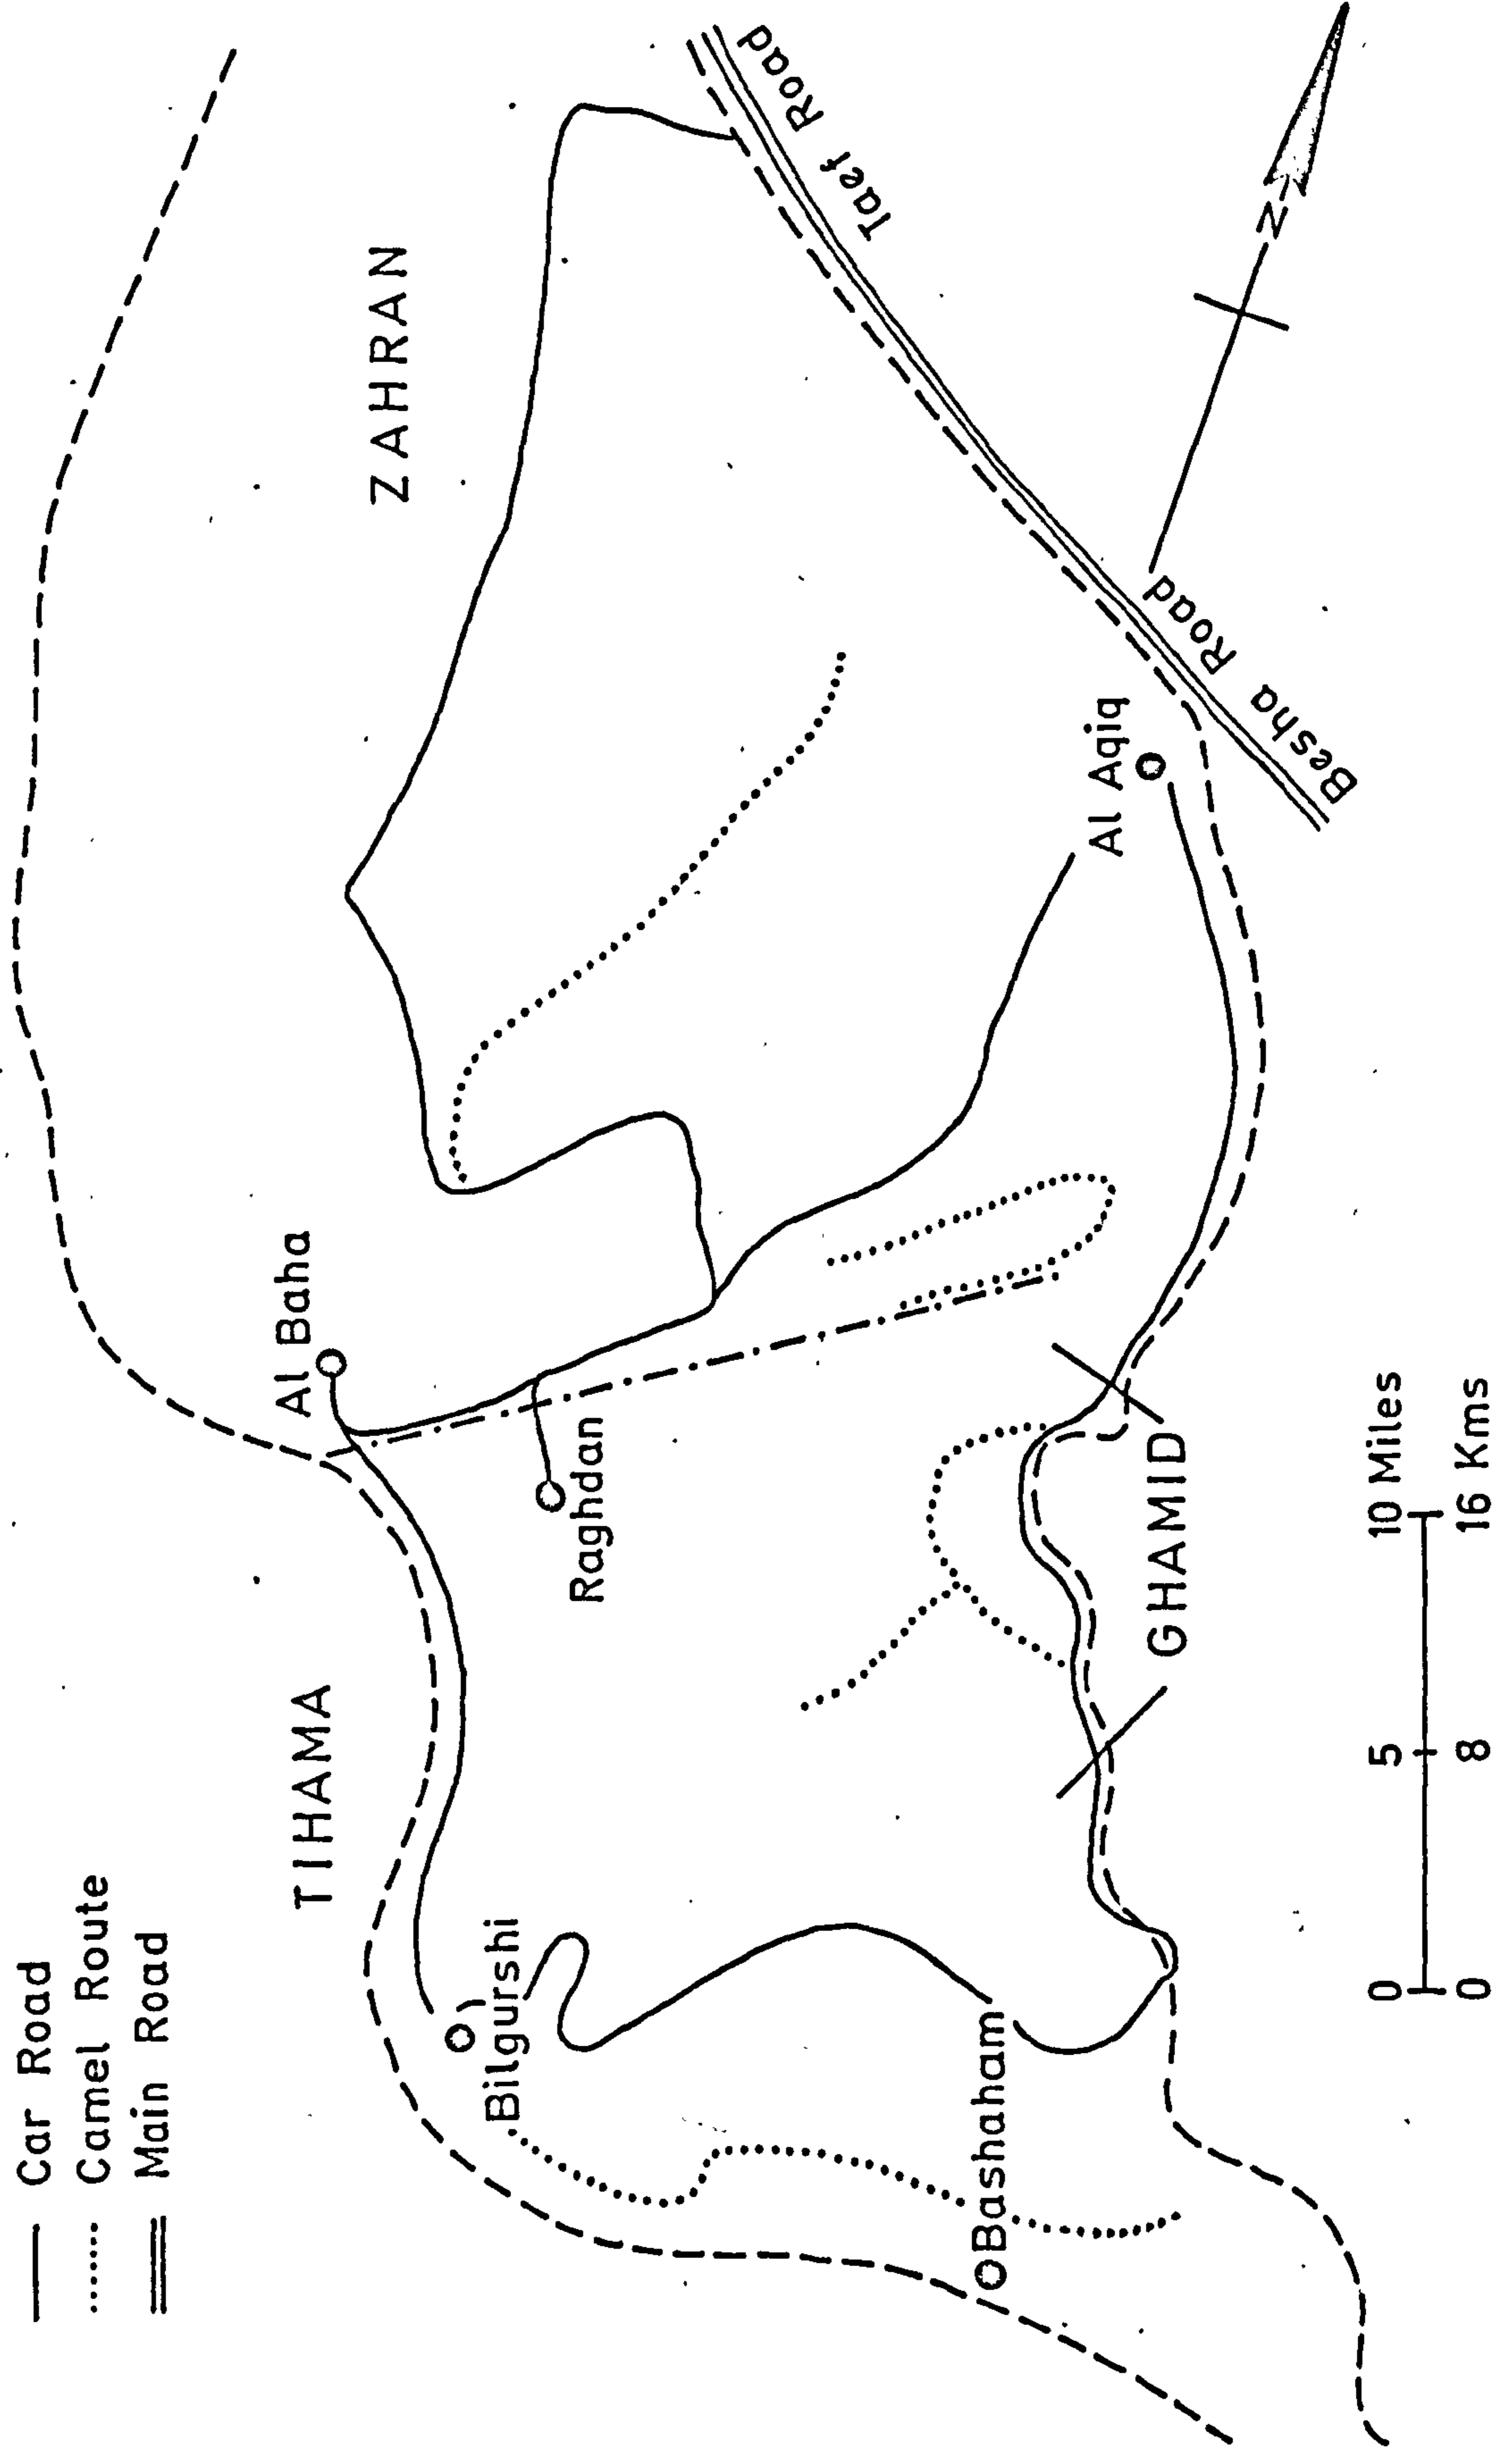 Car Road
Camel Route
Main Road
TIHAMA
ZAHRAN
Al Baha
Raghdan
Bilgurshi
Bashaham
GHAMID
Al Aqiq
Taef Road
Besha Road
N
0 5 10 Miles
0 8 16 Kms